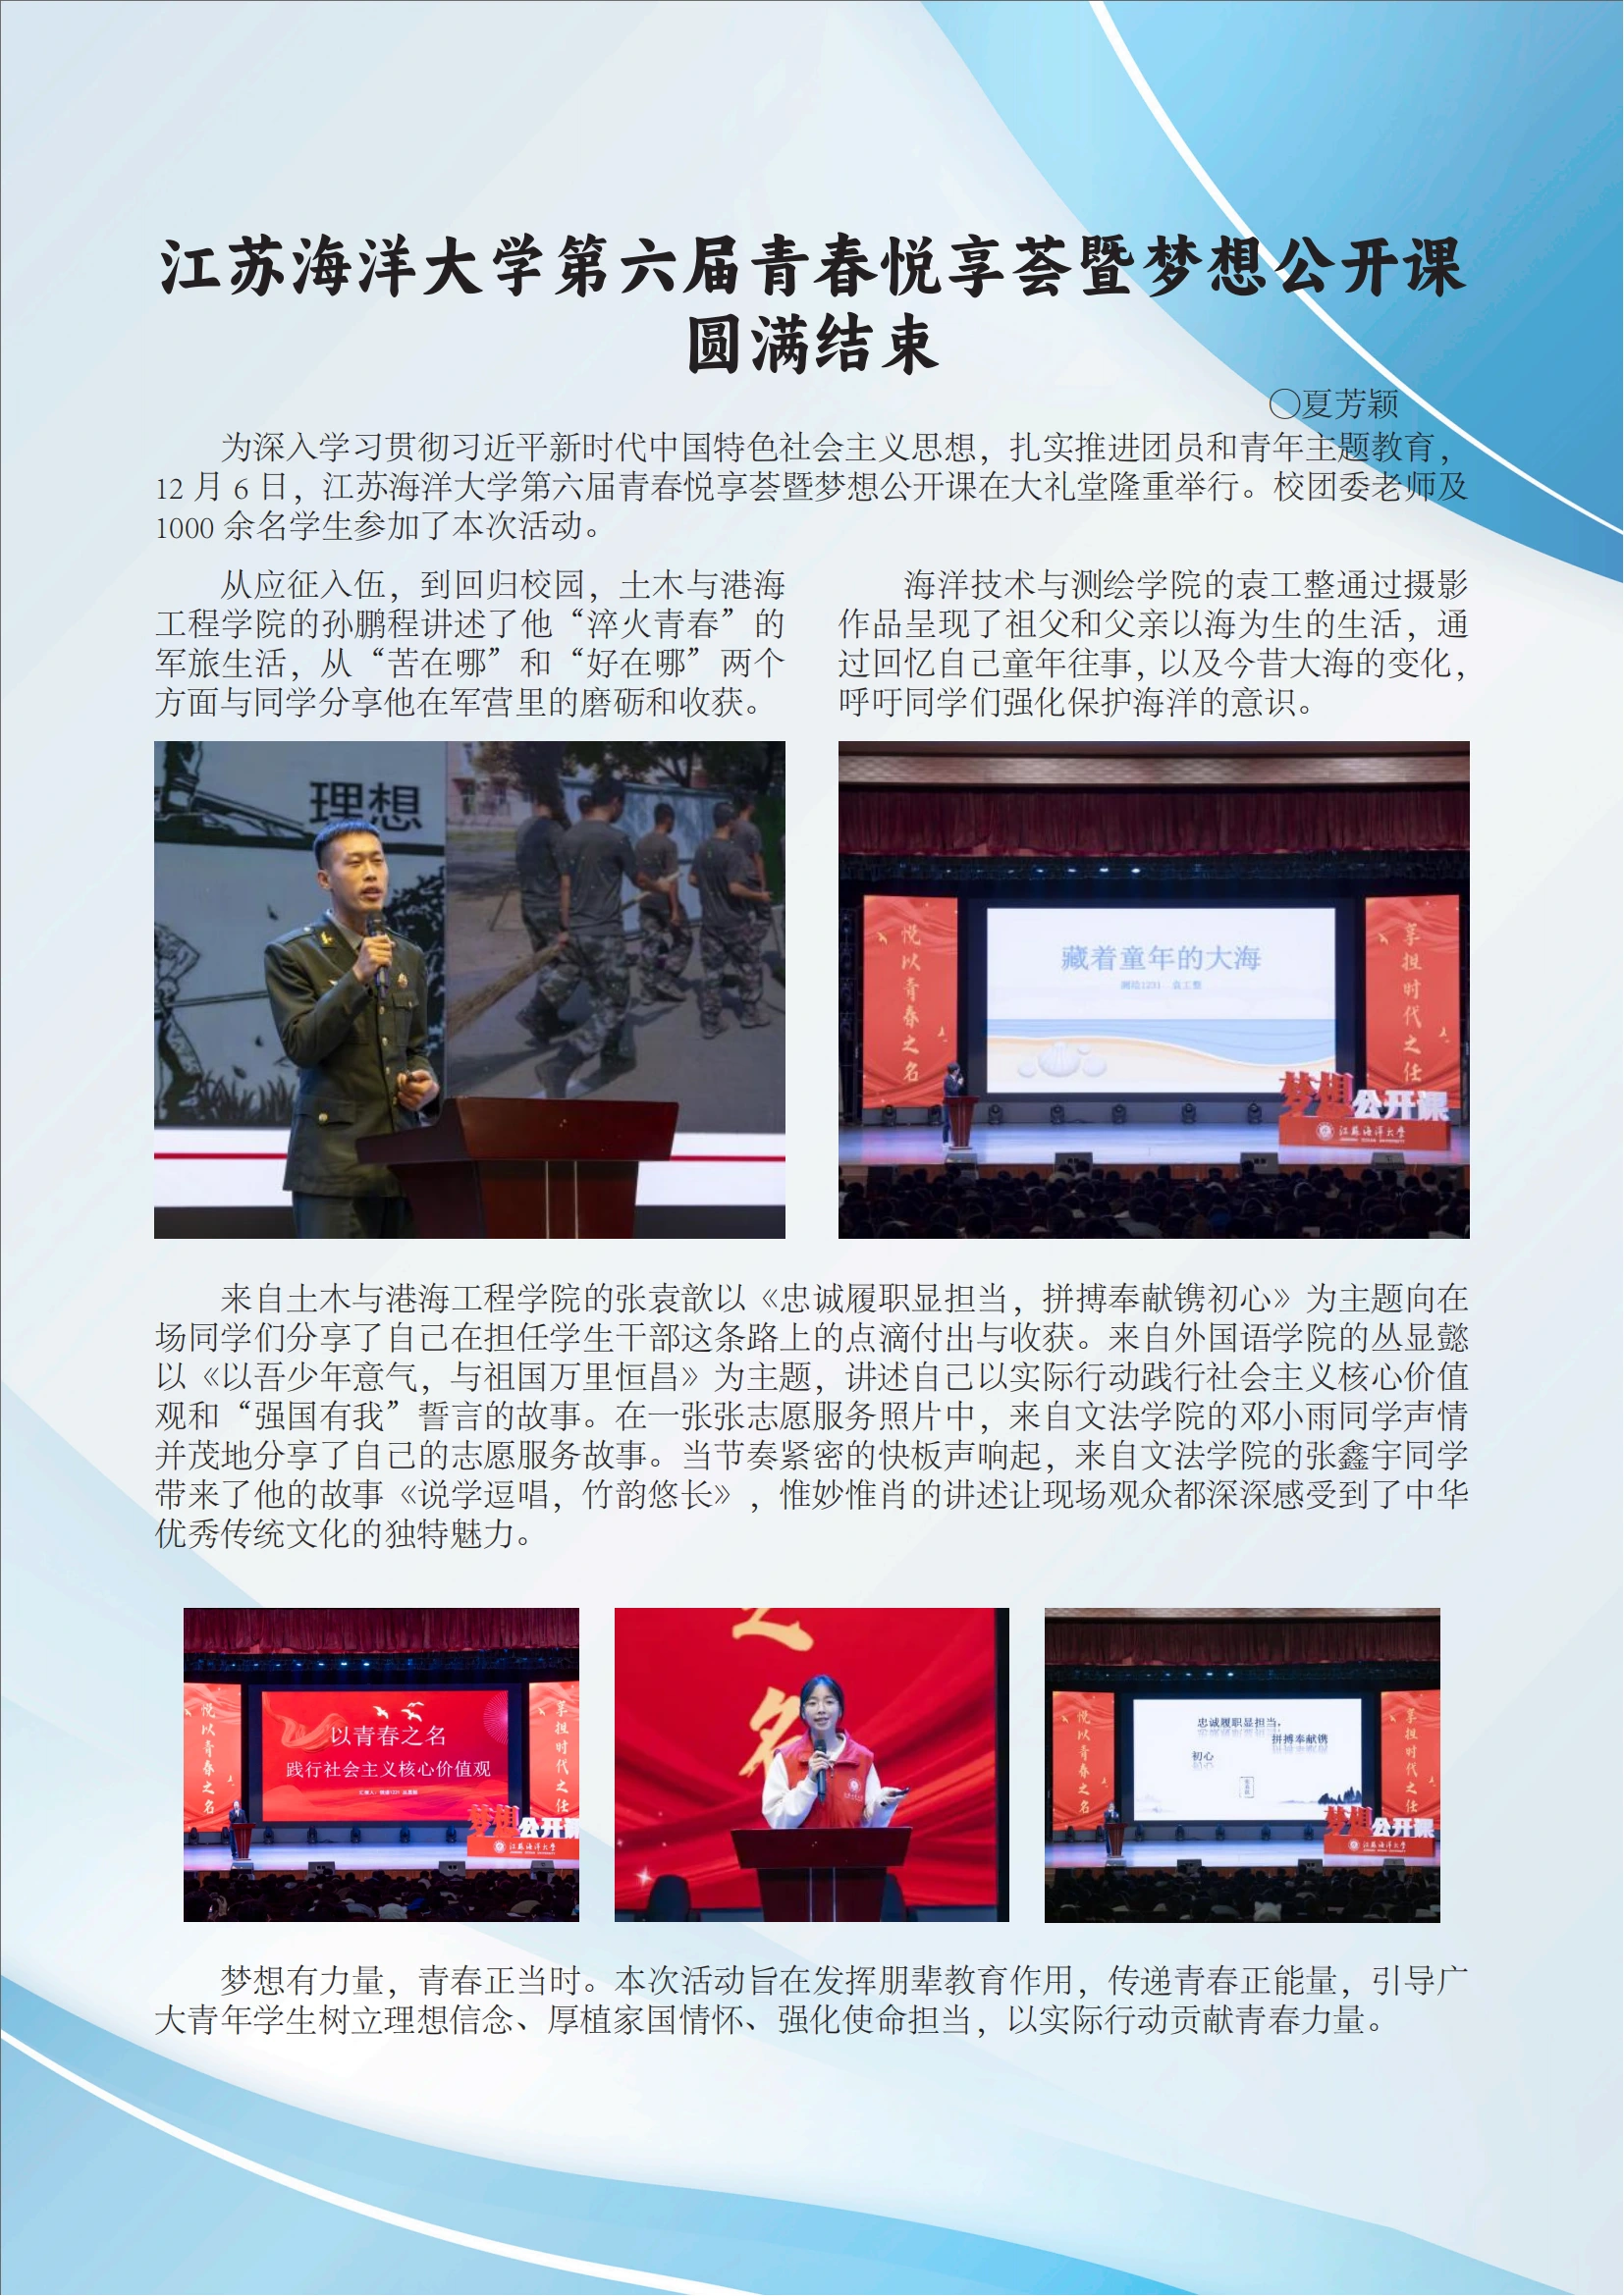 江苏海洋大学第六届青春悦享荟暨梦想公开课
圆满结束
〇夏芳颖
为深入学习贯彻习近平新时代中国特色社会主义思想，扎实推进团员和青年主题教育，
12 月 6 日，江苏海洋大学第六届青春悦享荟暨梦想公开课在大礼堂隆重举行。校团委老师及
1000 余名学生参加了本次活动。
从应征入伍，到回归校园，土木与港海
工程学院的孙鹏程讲述了他“淬火青春”的
军旅生活，从“苦在哪”和“好在哪”两个
方面与同学分享他在军营里的磨砺和收获。
海洋技术与测绘学院的袁工整通过摄影
作品呈现了祖父和父亲以海为生的生活，通
过回忆自己童年往事，以及今昔大海的变化，
呼吁同学们强化保护海洋的意识。
理想
悦以青春之名
藏着童年的大海
测绘1231 袁工整
享担时代之任
梦想公开课
江苏海洋大学
来自土木与港海工程学院的张袁歆以《忠诚履职显担当，拼搏奉献镌初心》为主题向在
场同学们分享了自己在担任学生干部这条路上的点滴付出与收获。来自外国语学院的丛显懿
以《以吾少年意气，与祖国万里恒昌》为主题，讲述自己以实际行动践行社会主义核心价值
观和“强国有我”誓言的故事。在一张张志愿服务照片中，来自文法学院的邓小雨同学声情
并茂地分享了自己的志愿服务故事。当节奏紧密的快板声响起，来自文法学院的张鑫宇同学
带来了他的故事《说学逗唱，竹韵悠长》，惟妙惟肖的讲述让现场观众都深深感受到了中华
优秀传统文化的独特魅力。
悦以青春之名
以青春之名
践行社会主义核心价值观
享担时代之任
梦想公开课
江苏海洋大学
之名
悦以青春之名
忠诚履职显担当，
拼搏奉献镌
初心
享担时代之任
梦想公开课
江苏海洋大学
梦想有力量，青春正当时。本次活动旨在发挥朋辈教育作用，传递青春正能量，引导广
大青年学生树立理想信念、厚植家国情怀、强化使命担当，以实际行动贡献青春力量。